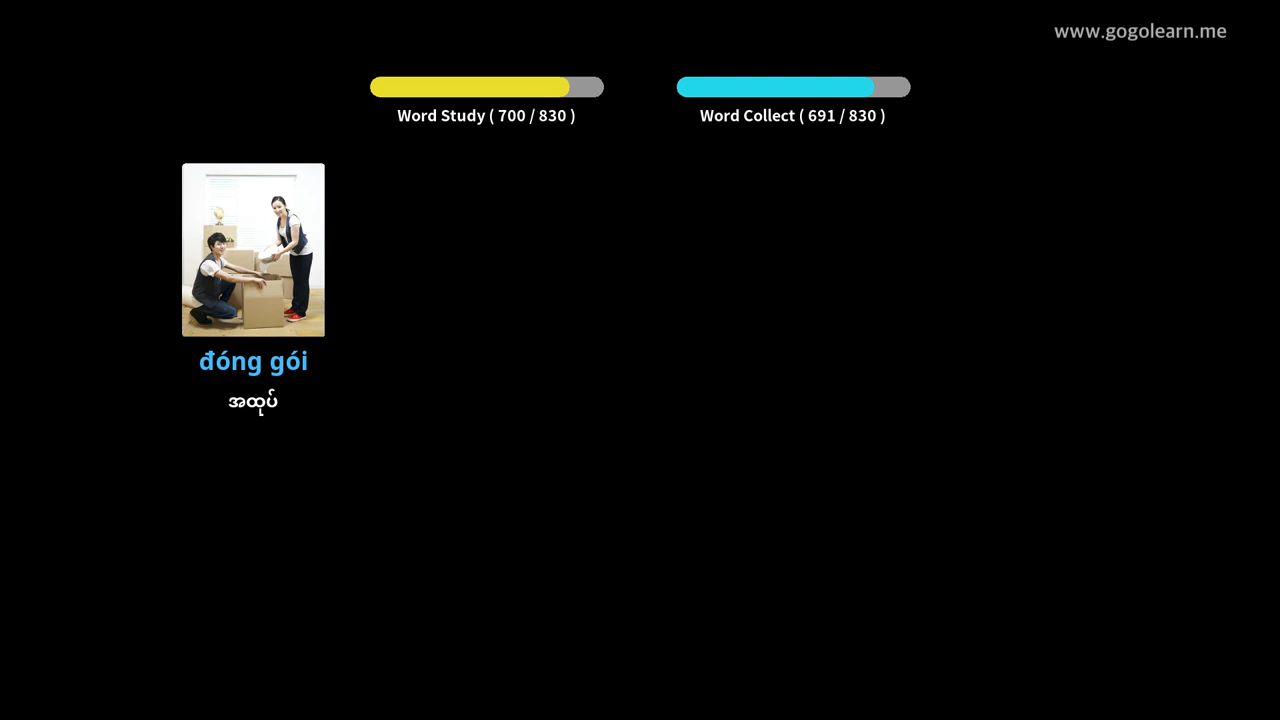 www.gogolearn.me
Word Study ( 700 / 830 )
Word Collect ( 691 / 830 )
đóng gói
အထုပ်